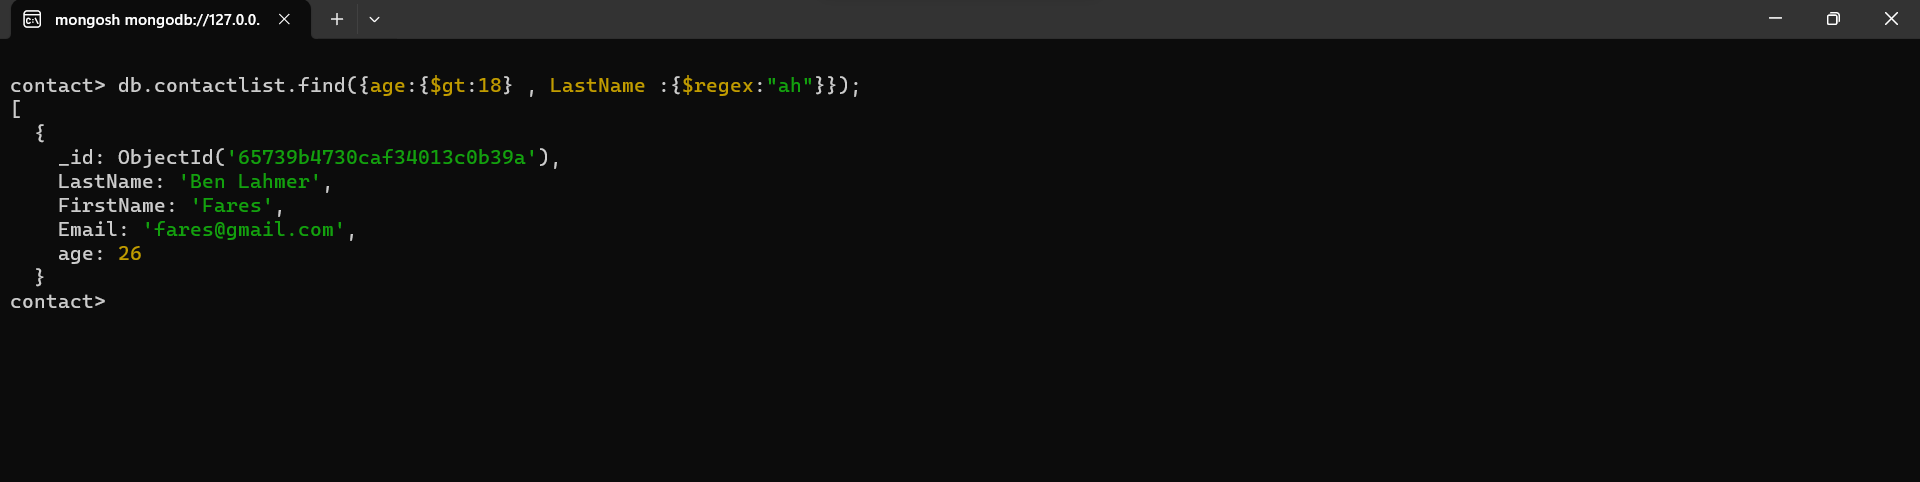 mongosh mongodb://127.0.0.
contact> db.contactlist.find({age:{$gt:18} , LastName :{$regex:"ah"}});
[
  {
    _id: ObjectId('65739b4730caf34013c0b39a'),
    LastName: 'Ben Lahmer',
    FirstName: 'Fares',
    Email: 'fares@gmail.com',
    age: 26
  }
contact>